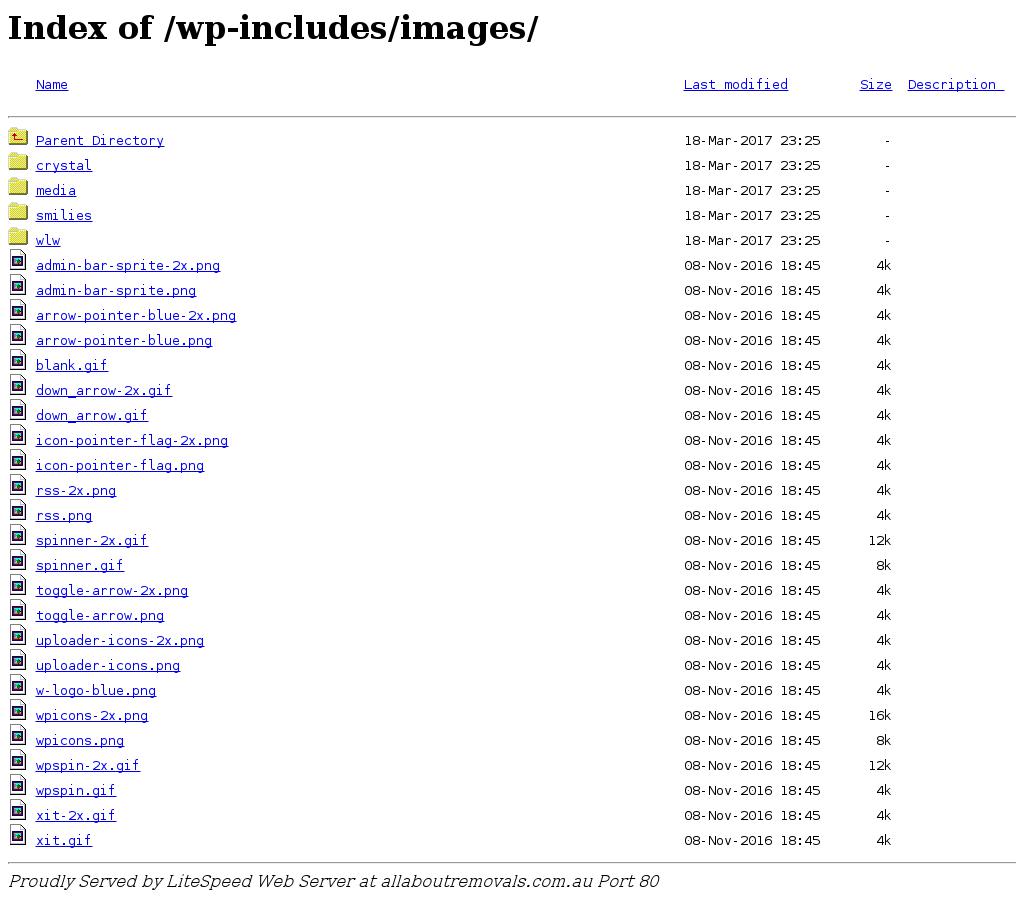 Index of /wp-includes/images/
Name Last modified Size Description
Parent Directory 18-Mar-2017 23:25 -
crystal 18-Mar-2017 23:25 -
media 18-Mar-2017 23:25 -
smilies 18-Mar-2017 23:25 -
wlw 18-Mar-2017 23:25 -
admin-bar-sprite-2x.png 08-Nov-2016 18:45 4k
admin-bar-sprite.png 08-Nov-2016 18:45 4k
arrow-pointer-blue-2x.png 08-Nov-2016 18:45 4k
arrow-pointer-blue.png 08-Nov-2016 18:45 4k
blank.gif 08-Nov-2016 18:45 4k
down_arrow-2x.gif 08-Nov-2016 18:45 4k
down_arrow.gif 08-Nov-2016 18:45 4k
icon-pointer-flag-2x.png 08-Nov-2016 18:45 4k
icon-pointer-flag.png 08-Nov-2016 18:45 4k
rss-2x.png 08-Nov-2016 18:45 4k
rss.png 08-Nov-2016 18:45 4k
spinner-2x.gif 08-Nov-2016 18:45 12k
spinner.gif 08-Nov-2016 18:45 8k
toggle-arrow-2x.png 08-Nov-2016 18:45 4k
toggle-arrow.png 08-Nov-2016 18:45 4k
uploader-icons-2x.png 08-Nov-2016 18:45 4k
uploader-icons.png 08-Nov-2016 18:45 4k
w-logo-blue.png 08-Nov-2016 18:45 4k
wpicons-2x.png 08-Nov-2016 18:45 16k
wpicons.png 08-Nov-2016 18:45 8k
wpspin-2x.gif 08-Nov-2016 18:45 12k
wpspin.gif 08-Nov-2016 18:45 4k
xit-2x.gif 08-Nov-2016 18:45 4k
xit.gif 08-Nov-2016 18:45 4k
Proudly Served by LiteSpeed Web Server at allaboutremovals.com.au Port 80